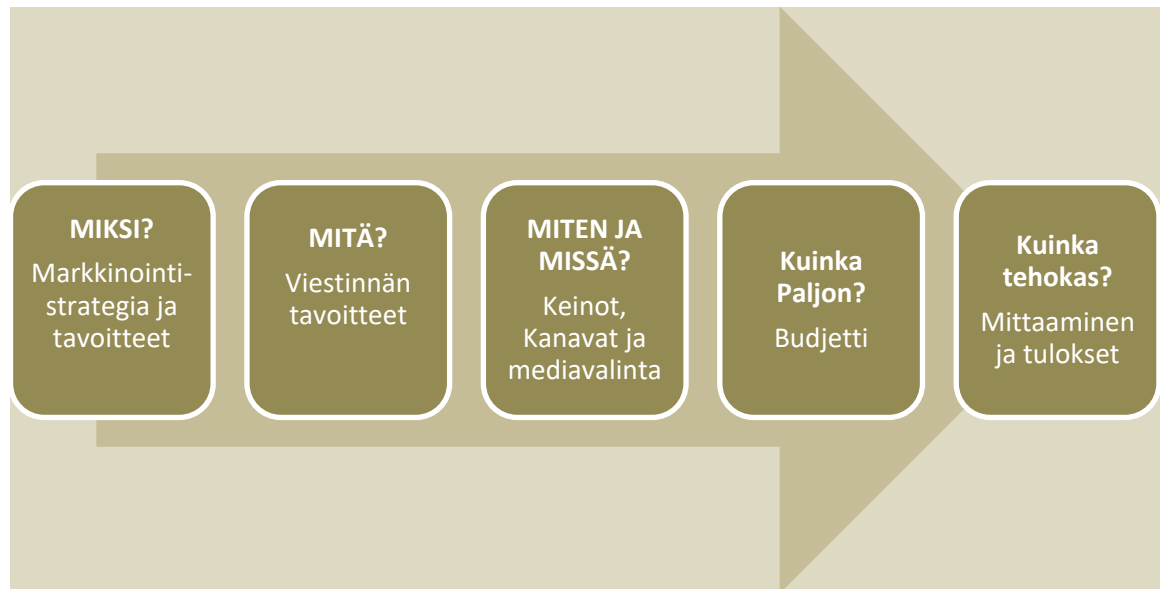 MIKSI?
Markkinointi-
strategia ja
tavoitteet
MITÄ?
Viestinnän
tavoitteet
MITEN JA
MISSÄ?
Keinot,
Kanavat ja
mediavalinta
Kuinka
Paljon?
Budjetti
Kuinka
tehokas?
Mittaaminen
ja tulokset